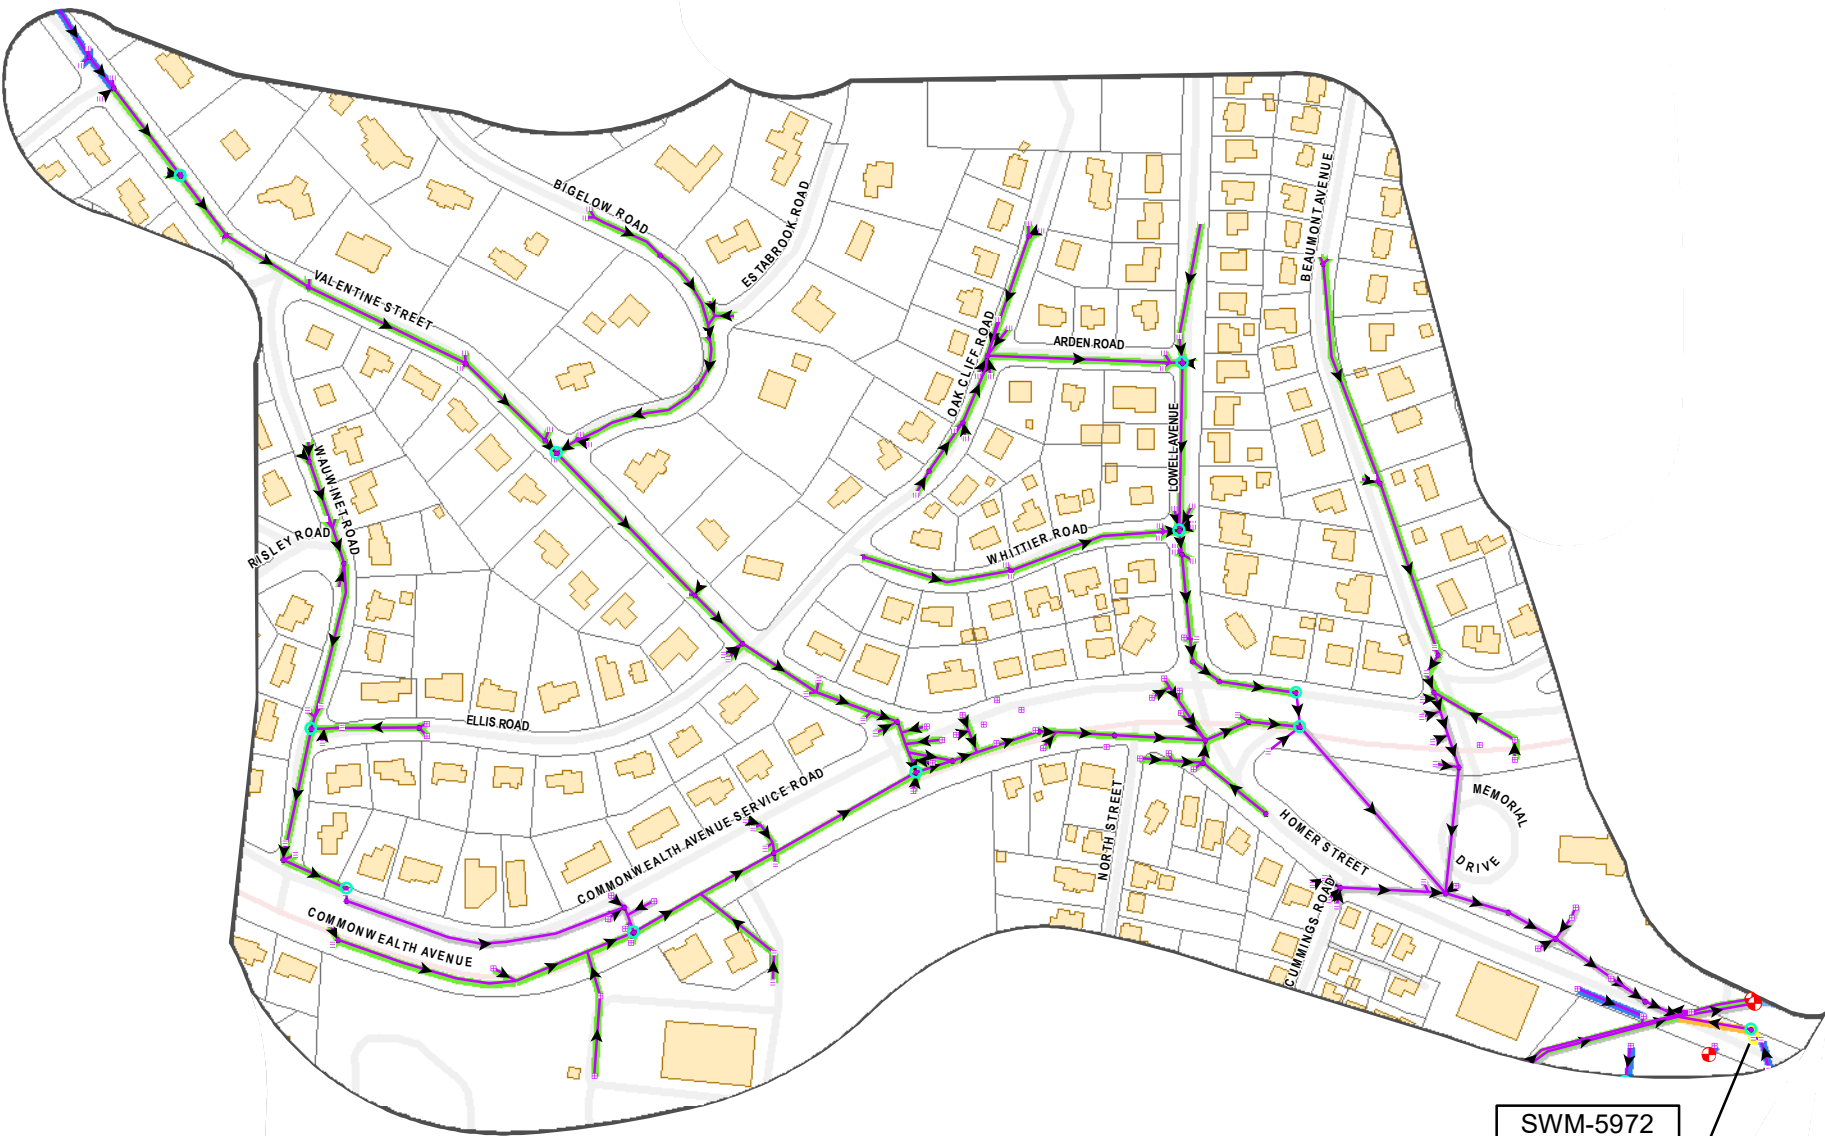 BIGELOW ROAD
ESTABROOK ROAD
BEAUMONT AVENUE
VALENTINE STREET
OAK CLIFF ROAD
ARDEN ROAD
LOWELL AVENUE
WAUWINET ROAD
RISLEY ROAD
WHITTIER ROAD
ELLIS ROAD
COMMONWEALTH AVENUE SERVICE ROAD
NORTH STREET
MEMORIAL
DRIVE
HOMER STREET
CUMMINGS ROAD
COMMONWEALTH AVENUE
SWM-5972